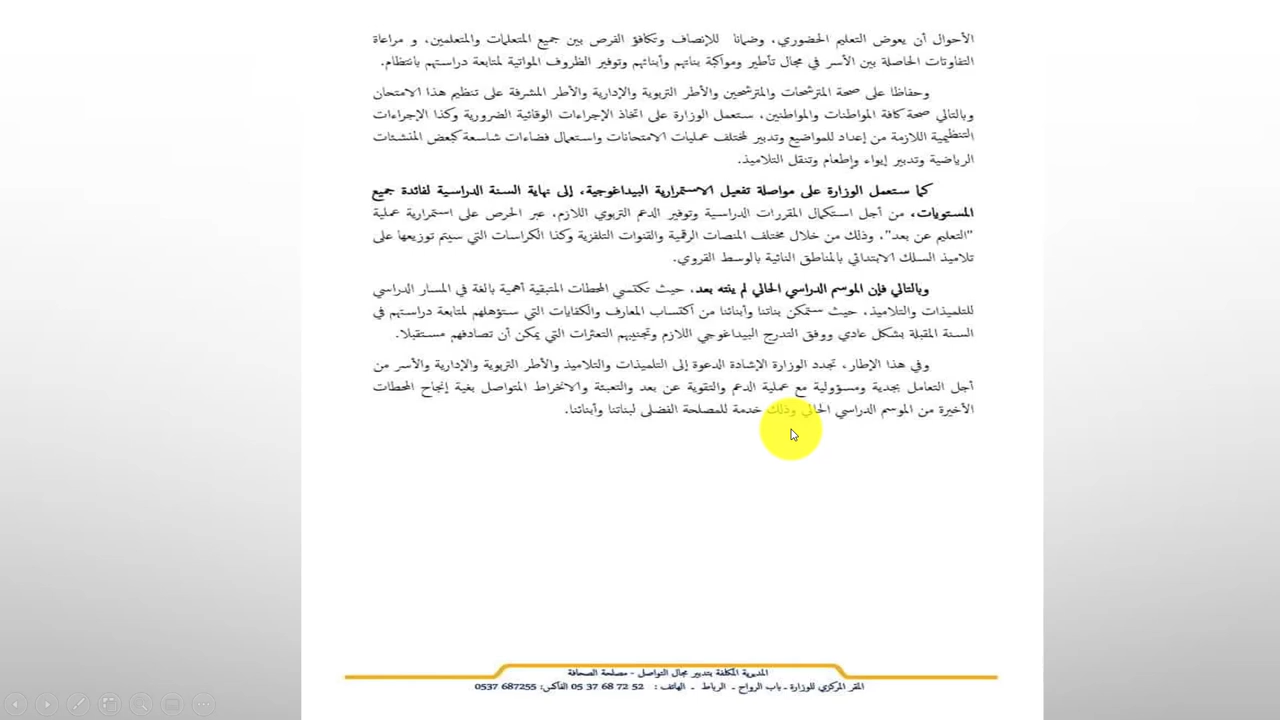 الأحوال أن يعوض التعليم الحضوري، وضمانا للإنصاف وتكافؤ الفرص بين جميع المتعلمات والمتعلمين، و مراعاة
التفاوتات الحاصلة بين الأسر في مجال تأطير ومواكبة بناتهم وأبنائهم وتوفير الظروف المواتية لمتابعة دراستهم بانتظام.
وحفاظا على صحة المترشحات والمترشحين والأطر التربوية والإدارية والأطر المشرفة على تنظيم هذا الامتحان
وبالتالي صحة كافة المواطنات والمواطنين، ستعمل الوزارة على اتخاذ الإجراءات الوقائية الضرورية وكذا الإجراءات
التنظيمية اللازمة من إعداد للمواضيع وتدبير لمختلف عمليات الامتحانات واستعمال فضاءات شاسعة كبعض المنشئات
الرياضية وتدبير إيواء وإطعام وتنقل التلاميذ.
كما ستعمل الوزارة على مواصلة تفعيل الاستمرارية البيداغوجية، إلى نهاية السنة الدراسية لفائدة جميع
المستويات، من أجل استكمال المقررات الدراسية وتوفير الدعم التربوي اللازم، عبر الحرص على استمرارية عملية
"التعليم عن بعد"، وذلك من خلال مختلف المنصات الرقمية والقنوات التلفزية وكذا الكراسات التي سيتم توزيعها على
تلاميذ السلك الابتدائي بالمناطق النائية بالوسط القروي.
وبالتالي فإن الموسم الدراسي الحالي لم ينته بعد، حيث تكتسي المحطات المتبقية أهمية بالغة في المسار الدراسي
للتلميذات والتلاميذ، حيث ستمكن بناتنا وأبنائنا من اكتساب المعارف والكفايات التي ستؤهلهم لمتابعة دراستهم في
السنة المقبلة بشكل عادي ووفق التدرج البيداغوجي اللازم وتجنيبهم التعثرات التي يمكن أن تصادفهم مستقبلا.
وفي هذا الإطار، تجدد الوزارة الإشادة الدعوة إلى التلميذات والتلاميذ والأطر التربوية والإدارية والأسر من
أجل التعامل بجدية ومسؤولية مع عملية الدعم والتقوية عن بعد والتعبئة والانخراط المتواصل بغية إنجاح المحطات
الأخيرة من الموسم الدراسي الحالي وذلك خدمة للمصلحة الفضلى لبناتنا وأبنائنا.
المديرية المكلفة بتدبير مجال التواصل - مصلحة الصحافة
المقر المركزي للوزارة ـ باب الرواح ـ الرباط ـ الهاتف : 52 72 68 37 05 الفاكس: 0537 687255